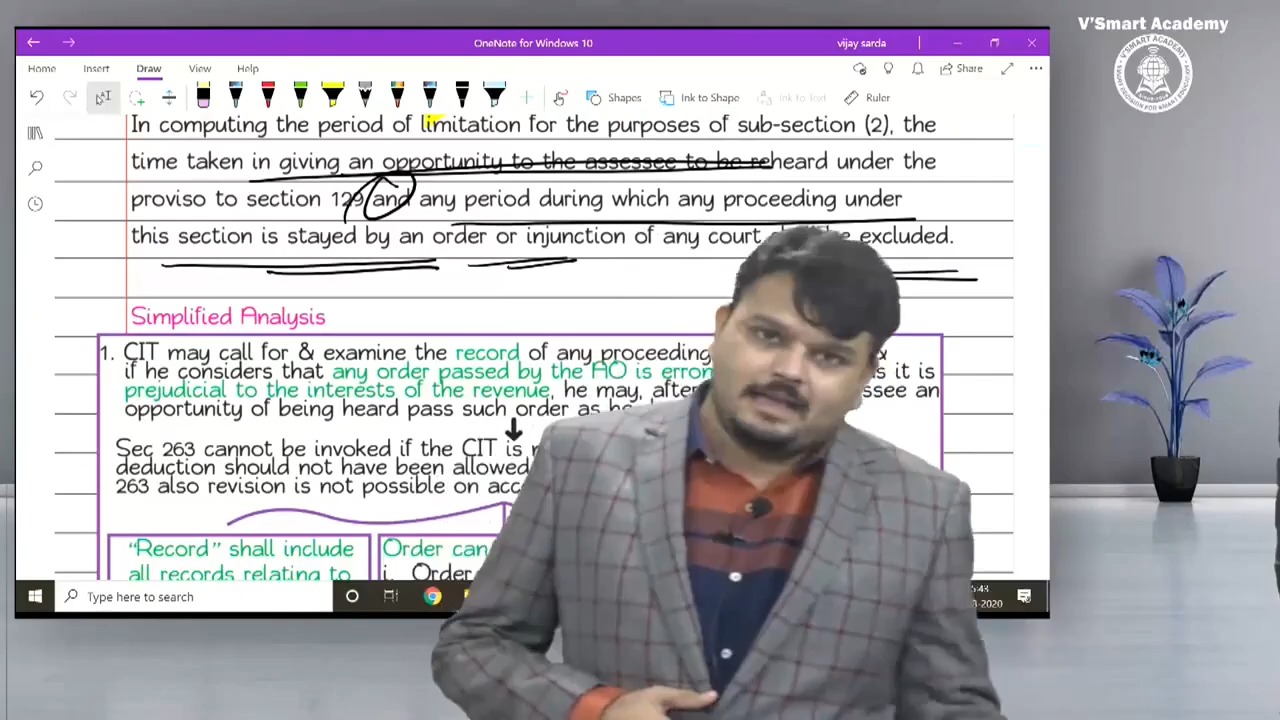 V'Smart Academy
OneNote for Windows 10
vijay sarda
Home Insert Draw View Help
Share
Shapes Ink to Shape Ink to Text Ruler
In computing the period of limitation for the purposes of sub-section (2), the
time taken in giving an opportunity to the assessee to be reheard under the
proviso to section 129 and any period during which any proceeding under
this section is stayed by an order or injunction of any court excluded.
Simplified Analysis
1. CIT may call for & examine the record of any proceeding &
if he considers that any order passed by the AO is it is
prejudicial to the interests of the revenue, he may, after an
opportunity of being heard pass such order as
Sec 263 cannot be invoked if the CIT is
deduction should not have been allowed
263 also revision is not possible on
"Record" shall include
all records relating to
Order can
i. Order
Type here to search
5:43
-2020